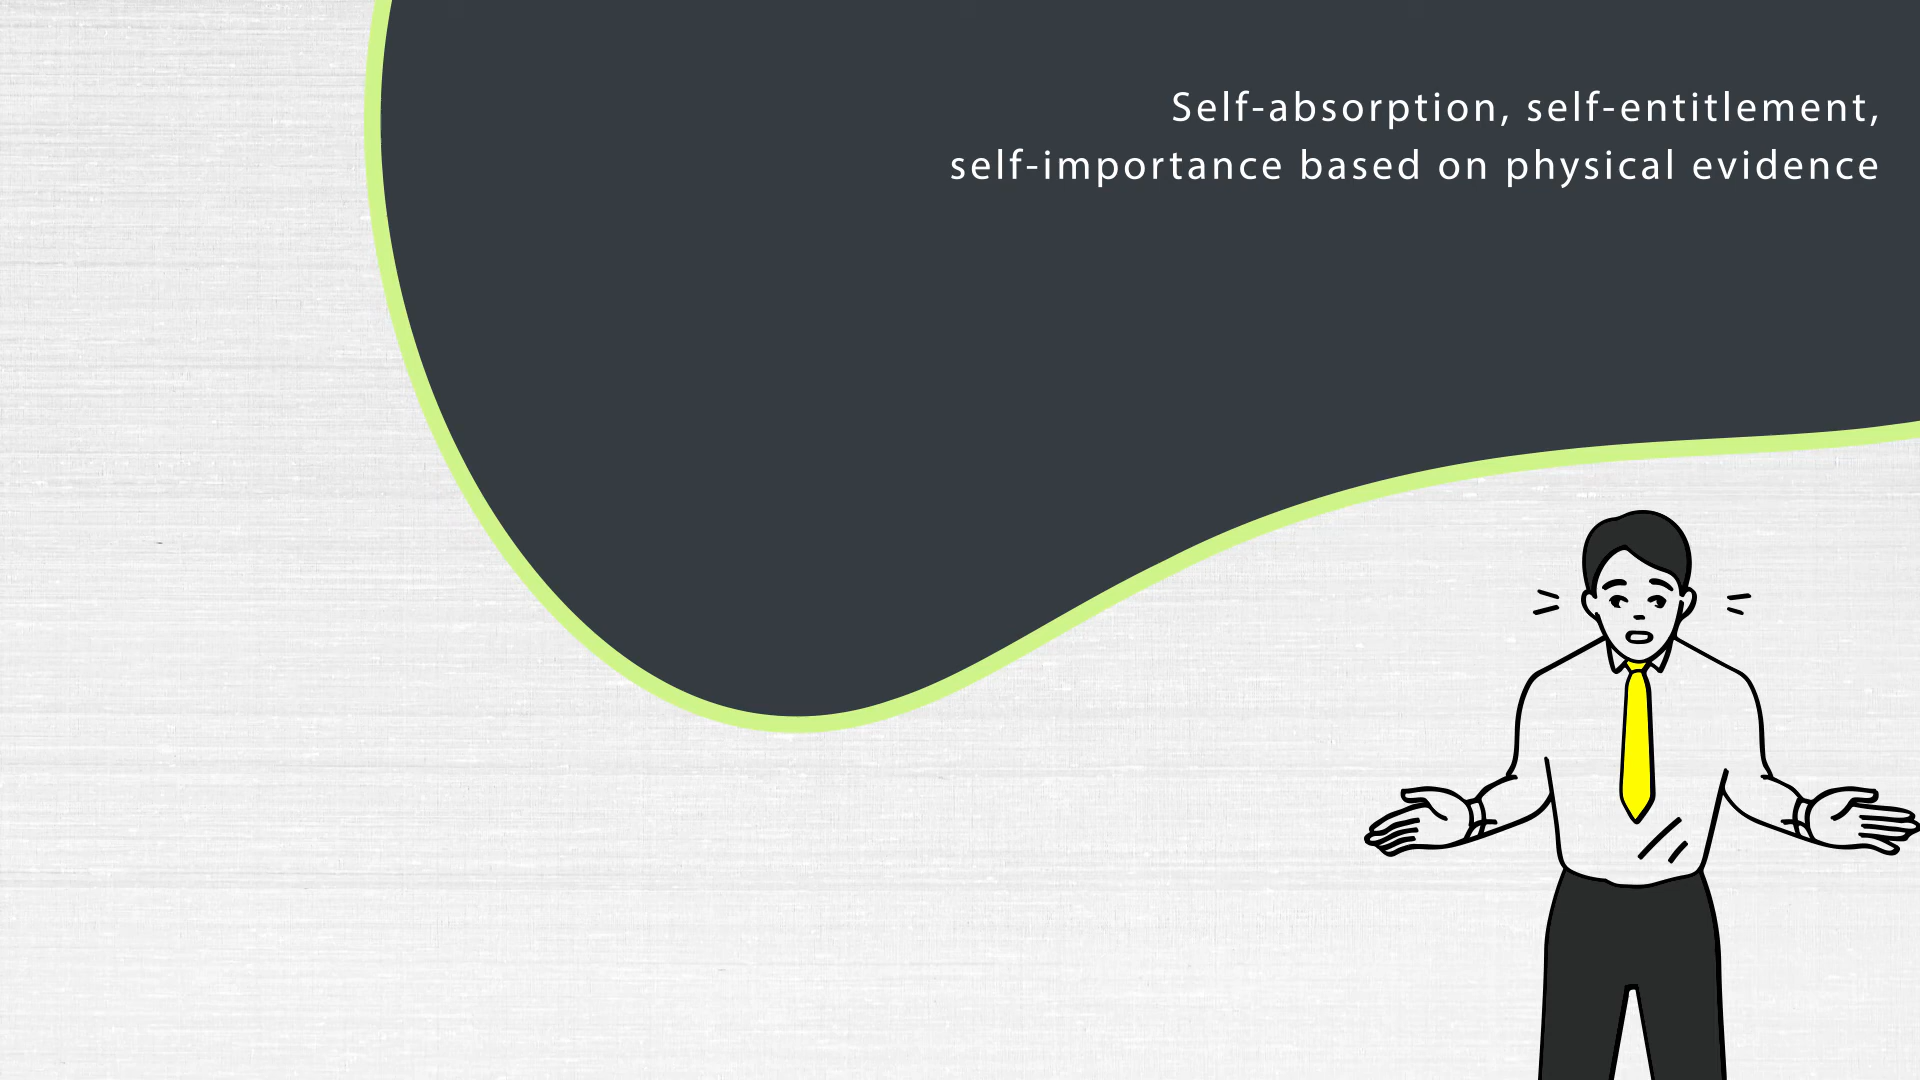 Self-absorption, self-entitlement,
self-importance based on physical evidence